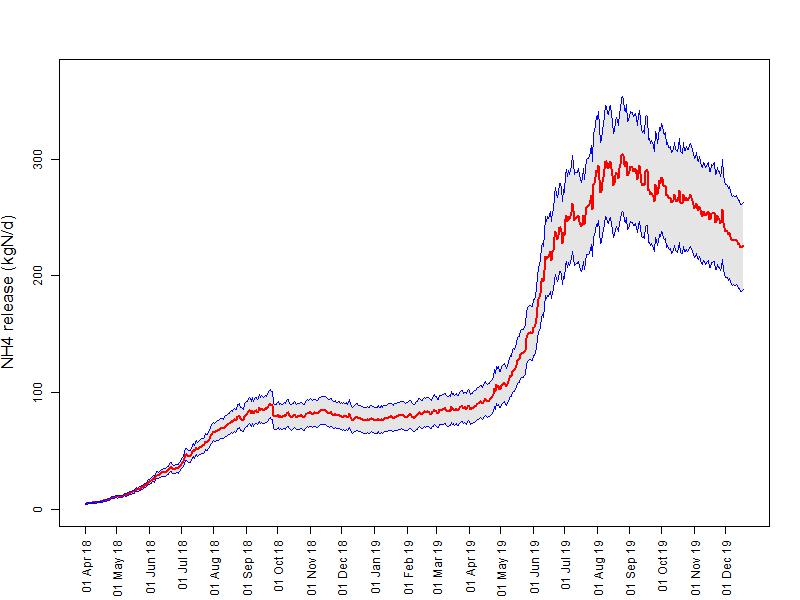 NH4 release (kgN/d)
300
200
100
0
01 Apr 18
01 May 18
01 Jun 18
01 Jul 18
01 Aug 18
01 Sep 18
01 Oct 18
01 Nov 18
01 Dec 18
01 Jan 19
01 Feb 19
01 Mar 19
01 Apr 19
01 May 19
01 Jun 19
01 Jul 19
01 Aug 19
01 Sep 19
01 Oct 19
01 Nov 19
01 Dec 19